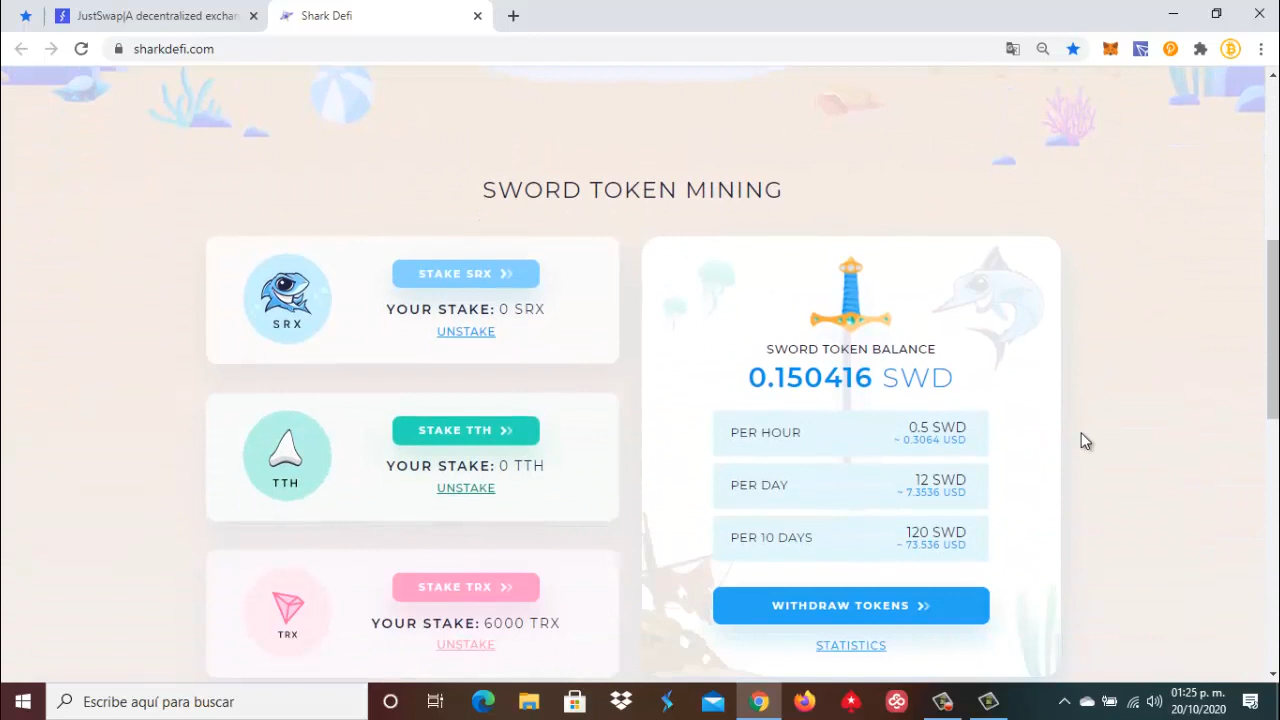 JustSwap|A decentralized exchan
Shark Defi
sharkdefi.com
SWORD TOKEN MINING
SRX
STAKE SRX
YOUR STAKE: 0 SRX
UNSTAKE
TTH
STAKE TTH
YOUR STAKE: 0 TTH
UNSTAKE
TRX
STAKE TRX
YOUR STAKE: 6000 TRX
UNSTAKE
SWORD TOKEN BALANCE
0.150416 SWD
PER HOUR
0.5 SWD
~ 0.3064 USD
PER DAY
12 SWD
~ 7.3536 USD
PER 10 DAYS
120 SWD
~ 73.536 USD
WITHDRAW TOKENS
STATISTICS
Escribe aquí para buscar
01:25 p. m.
20/10/2020